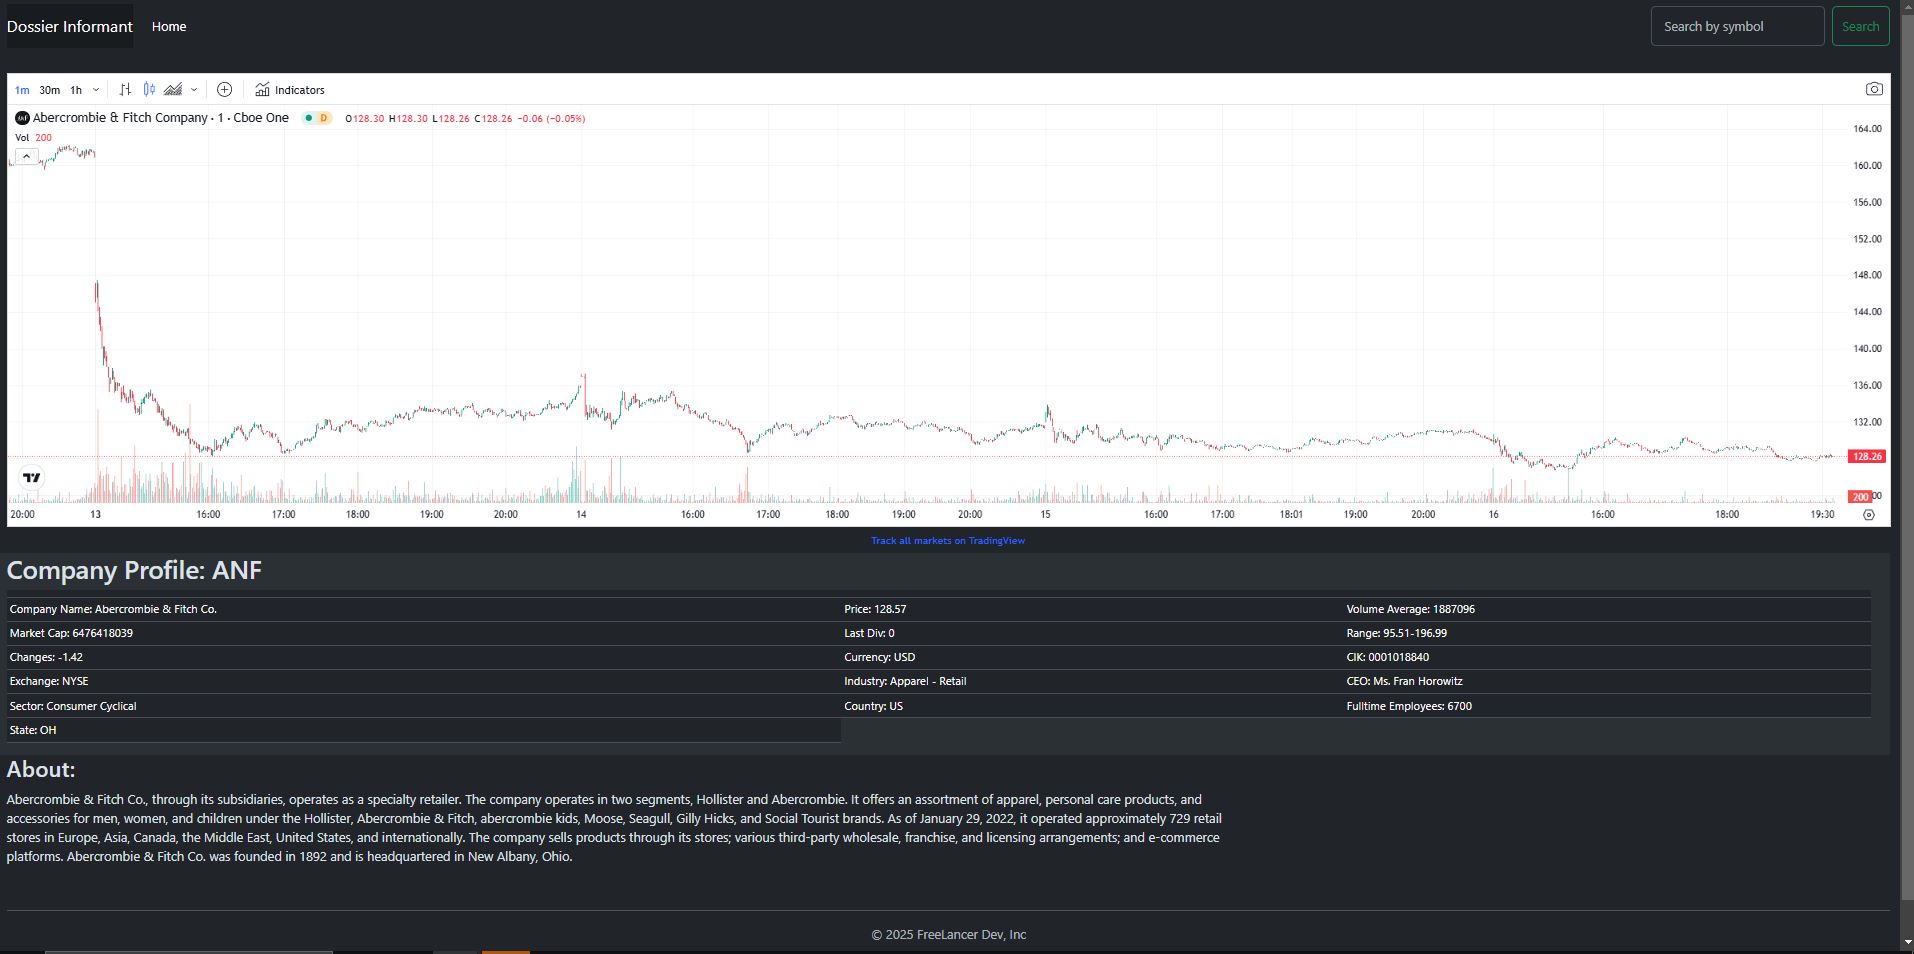 Dossier Informant Home Search by symbol Search
1m 30m 1h Indicators
Abercrombie & Fitch Company · 1 · Cboe One D O128.30 H128.30 L128.26 C128.26 −0.06 (−0.05%)
Vol 200
164.00
160.00
156.00
152.00
148.00
144.00
140.00
136.00
132.00
128.26
200 00
20:00 13 16:00 17:00 18:00 19:00 20:00 14 16:00 17:00 18:00 19:00 20:00 15 16:00 17:00 18:01 19:00 20:00 16 16:00 18:00 19:30
Track all markets on TradingView
Company Profile: ANF
Company Name: Abercrombie & Fitch Co. Price: 128.57 Volume Average: 1887096
Market Cap: 6476418039 Last Div: 0 Range: 95.51-196.99
Changes: -1.42 Currency: USD CIK: 0001018840
Exchange: NYSE Industry: Apparel - Retail CEO: Ms. Fran Horowitz
Sector: Consumer Cyclical Country: US Fulltime Employees: 6700
State: OH
About:
Abercrombie & Fitch Co., through its subsidiaries, operates as a specialty retailer. The company operates in two segments, Hollister and Abercrombie. It offers an assortment of apparel, personal care products, and
accessories for men, women, and children under the Hollister, Abercrombie & Fitch, abercrombie kids, Moose, Seagull, Gilly Hicks, and Social Tourist brands. As of January 29, 2022, it operated approximately 729 retail
stores in Europe, Asia, Canada, the Middle East, United States, and internationally. The company sells products through its stores; various third-party wholesale, franchise, and licensing arrangements; and e-commerce
platforms. Abercrombie & Fitch Co. was founded in 1892 and is headquartered in New Albany, Ohio.
© 2025 FreeLancer Dev, Inc